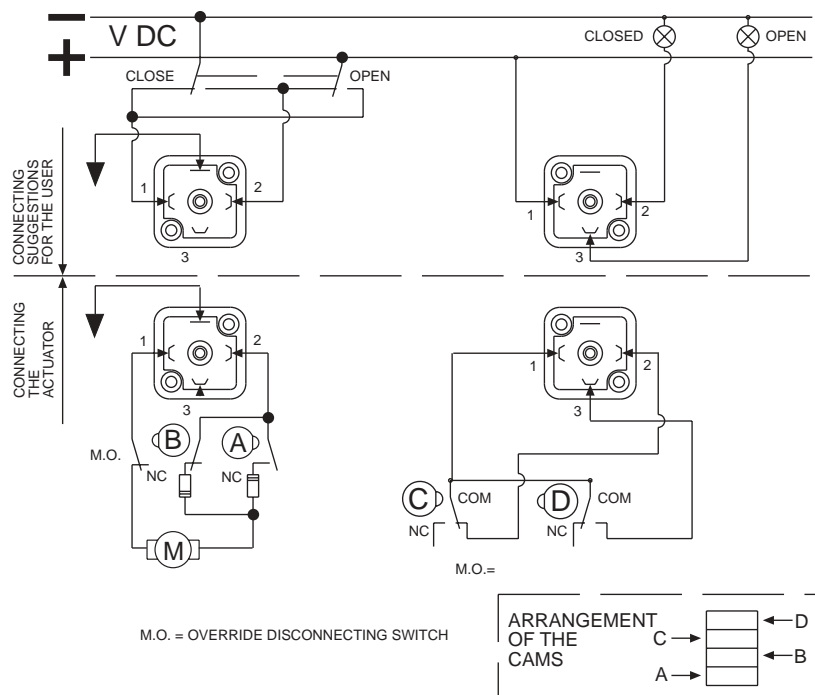 − V DC
+
CLOSED OPEN
CLOSE OPEN
CONNECTING
SUGGESTIONS
FOR THE USER
1 2
3
1 2
3
CONNECTING
THE
ACTUATOR
1 2
3
1 2
3
B A
M.O.
NC NC
M
C COM D COM
NC NC
M.O.=
M.O. = OVERRIDE DISCONNECTING SWITCH
ARRANGEMENT
OF THE
CAMS
D
C
B
A